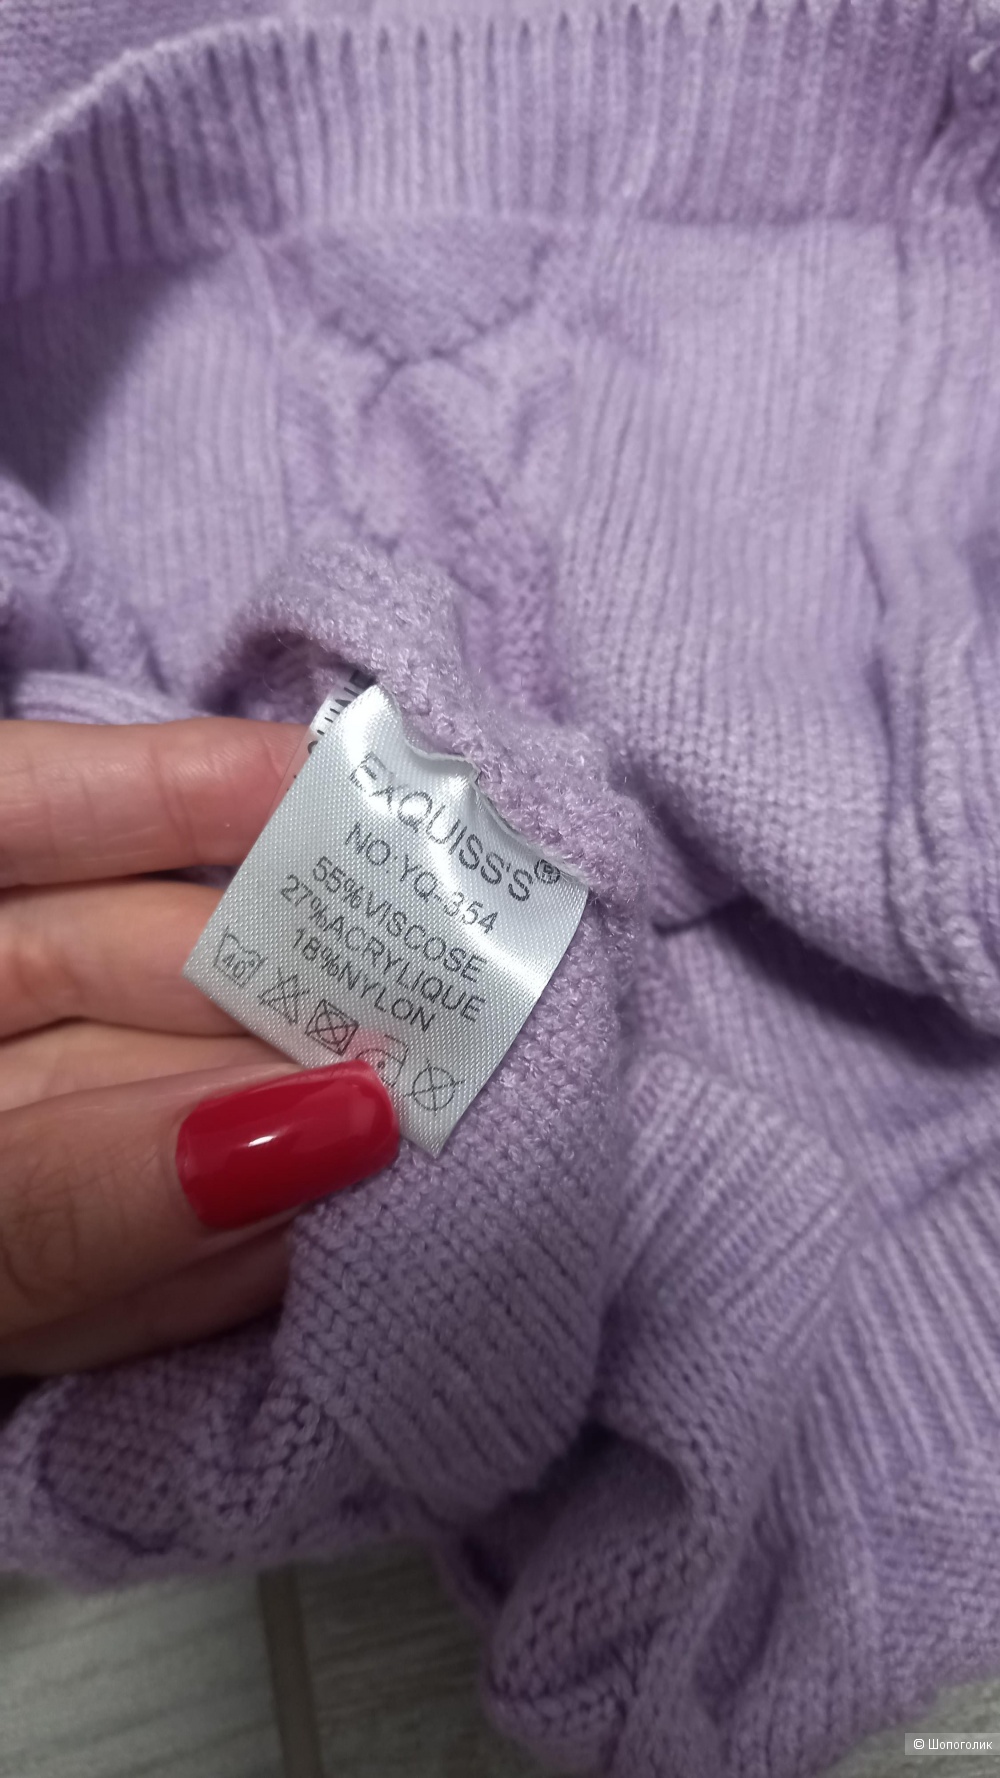 EXQUISS'S®
NO:YQ-354
55%VISCOSE
27%ACRYLIQUE
18%NYLON
40°
© Шопоголик